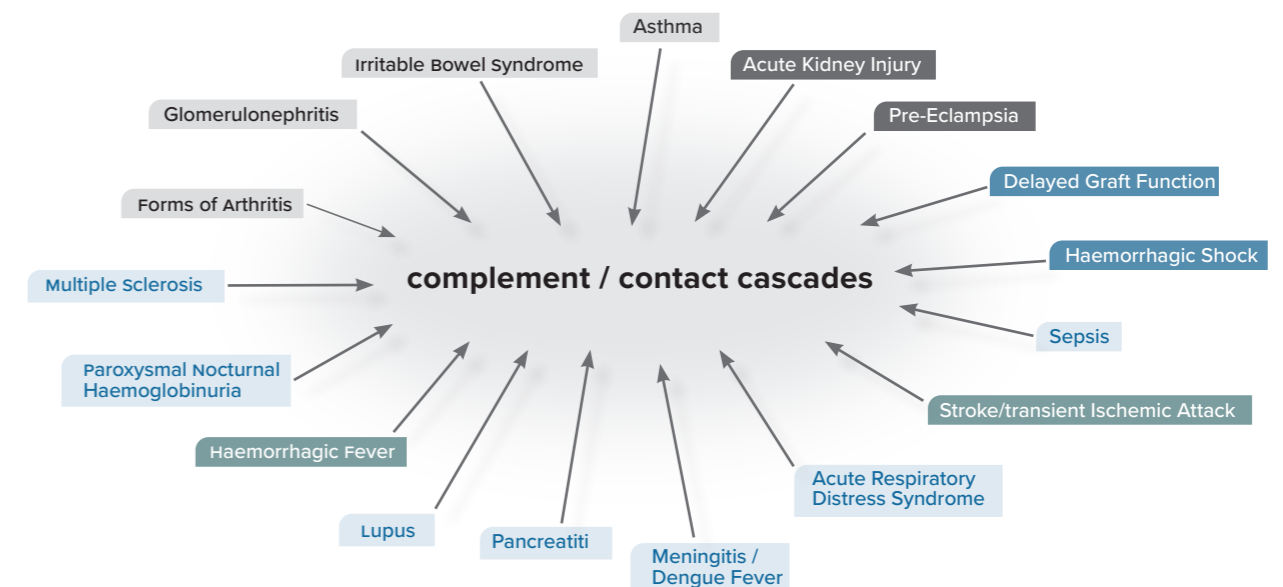 Asthma
Irritable Bowel Syndrome
Acute Kidney Injury
Glomerulonephritis
Pre-Eclampsia
Delayed Graft Function
Forms of Arthritis
Haemorrhagic Shock
complement / contact cascades
Multiple Sclerosis
Sepsis
Paroxysmal Nocturnal
Haemoglobinuria
Stroke/transient Ischemic Attack
Haemorrhagic Fever
Acute Respiratory
Distress Syndrome
Lupus
Pancreatiti
Meningitis /
Dengue Fever